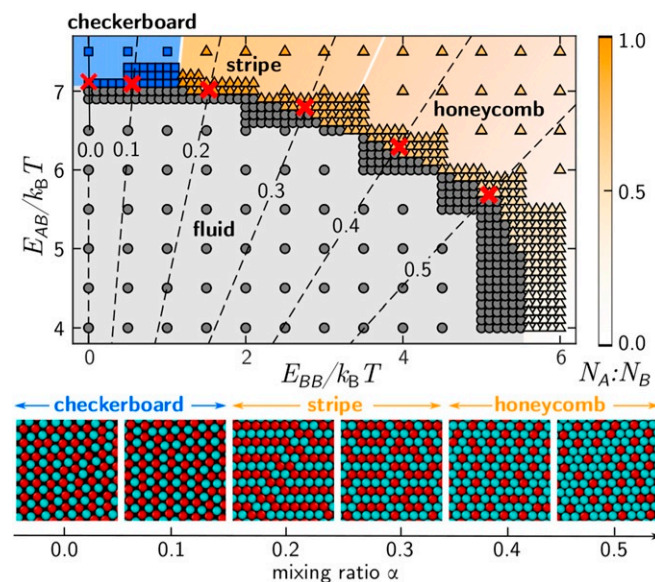 checkerboard
stripe
honeycomb
fluid
0.0
0.1
0.2
0.3
0.4
0.5
E_AB/k_BT
7
6
5
4
0
2
4
6
E_BB/k_BT
1.0
0.5
0.0
N_A:N_B
checkerboard
stripe
honeycomb
0.0
0.1
0.2
0.3
0.4
0.5
mixing ratio α